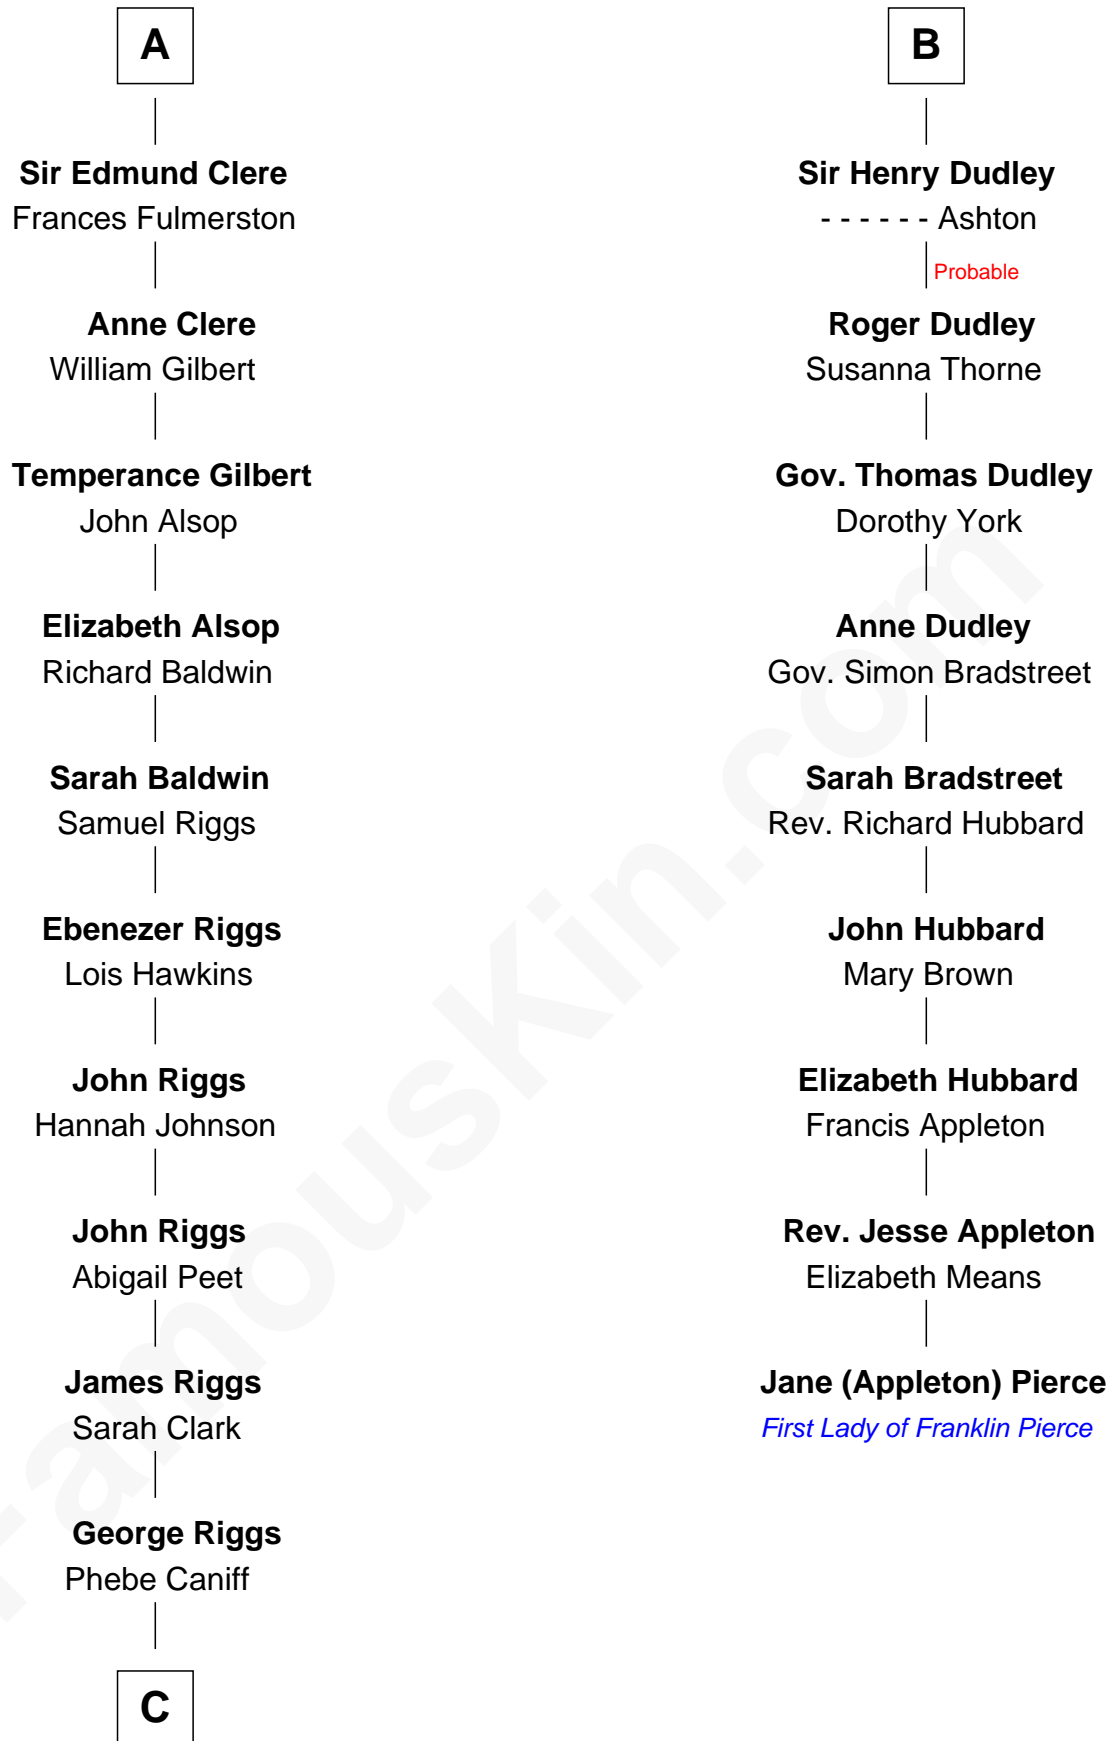 A
Sir Edmund Clere
Frances Fulmerston
Anne Clere
William Gilbert
Temperance Gilbert
John Alsop
Elizabeth Alsop
Richard Baldwin
Sarah Baldwin
Samuel Riggs
Ebenezer Riggs
Lois Hawkins
John Riggs
Hannah Johnson
John Riggs
Abigail Peet
James Riggs
Sarah Clark
George Riggs
Phebe Caniff
C
B
Sir Henry Dudley
- - - - - - Ashton
Probable
Roger Dudley
Susanna Thorne
Gov. Thomas Dudley
Dorothy York
Anne Dudley
Gov. Simon Bradstreet
Sarah Bradstreet
Rev. Richard Hubbard
John Hubbard
Mary Brown
Elizabeth Hubbard
Francis Appleton
Rev. Jesse Appleton
Elizabeth Means
Jane (Appleton) Pierce
First Lady of Franklin Pierce
FamousKin.com